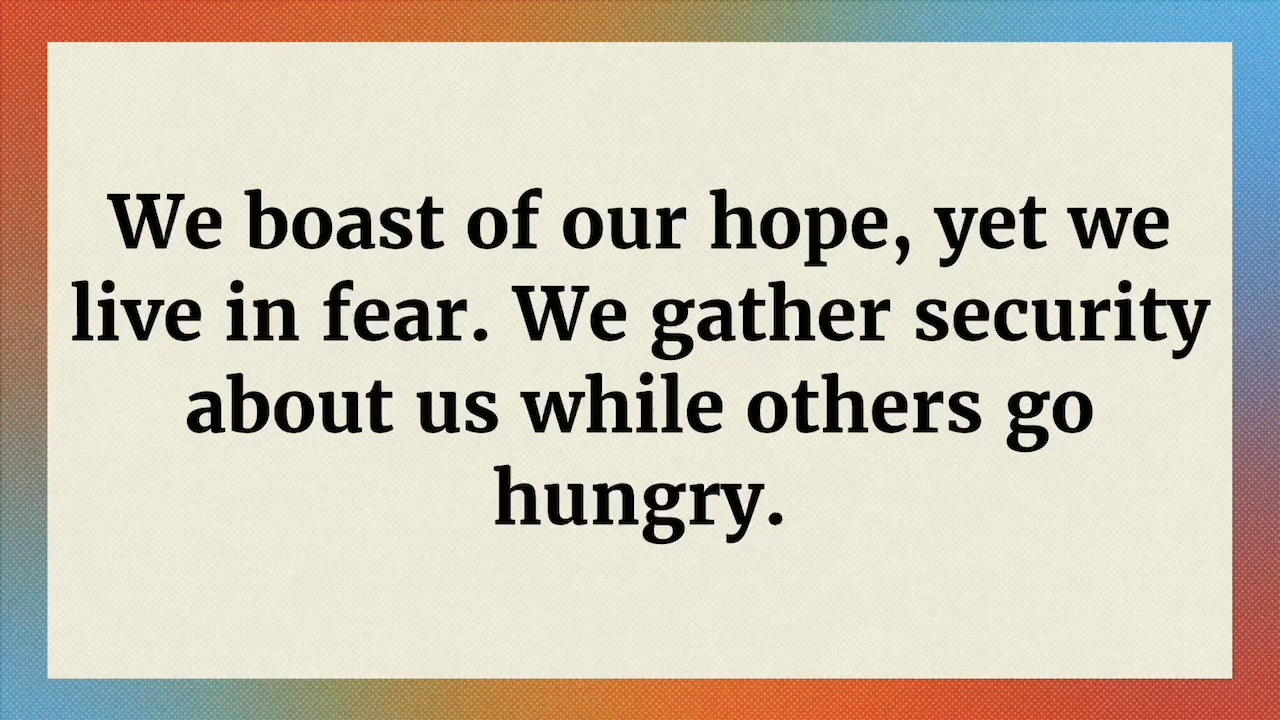 We boast of our hope, yet we
live in fear. We gather security
about us while others go
hungry.